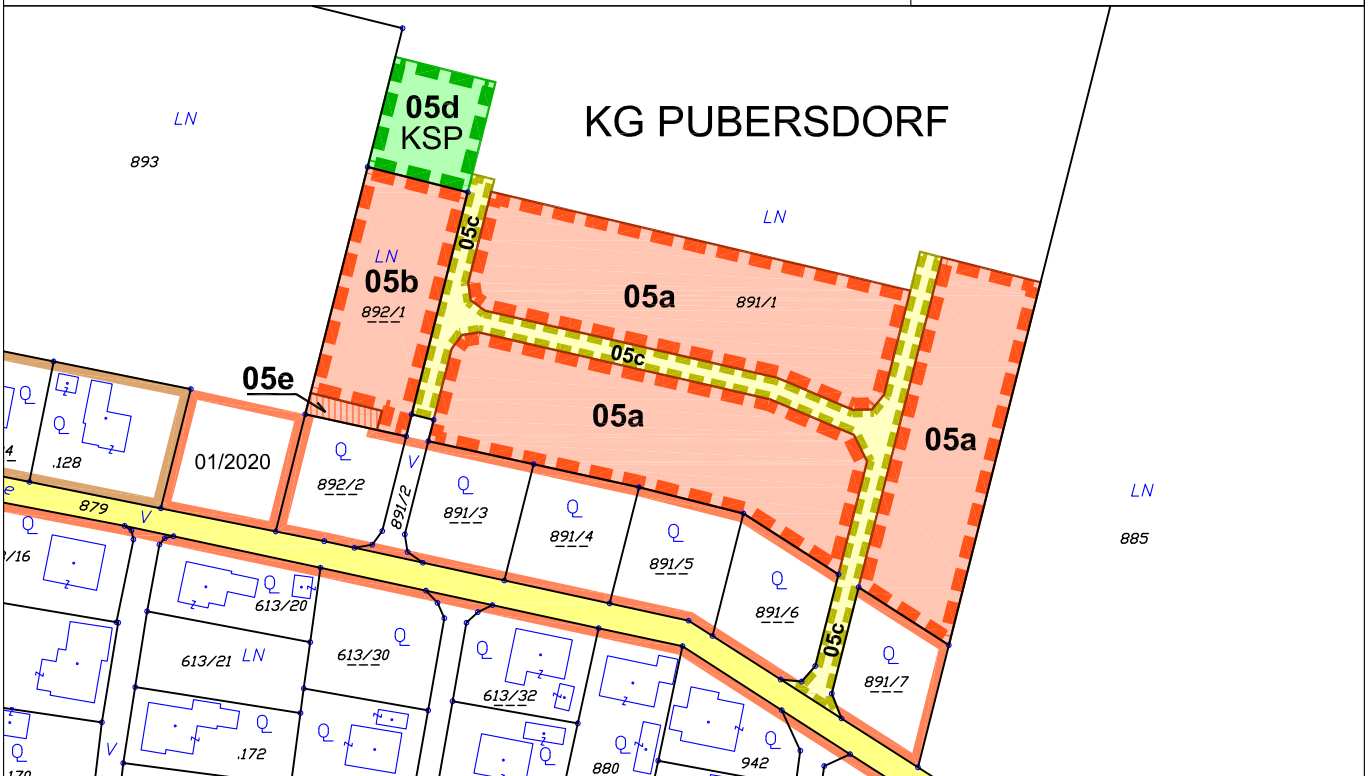 KG PUBERSDORF
05d
KSP
LN
893
LN
05c
LN
05b
892/1
05a
891/1
05c
05e
05a
05a
Q
Q
.128
01/2020
Q
892/2
V
891/2
Q
891/3
Q
891/4
Q
891/5
Q
891/6
Q
891/7
05c
LN
885
879
V
Q
Q
613/20
613/21
LN
Q
613/30
Q
613/32
Q
.172
Q
Q
Q
880
Q
942
V
Q